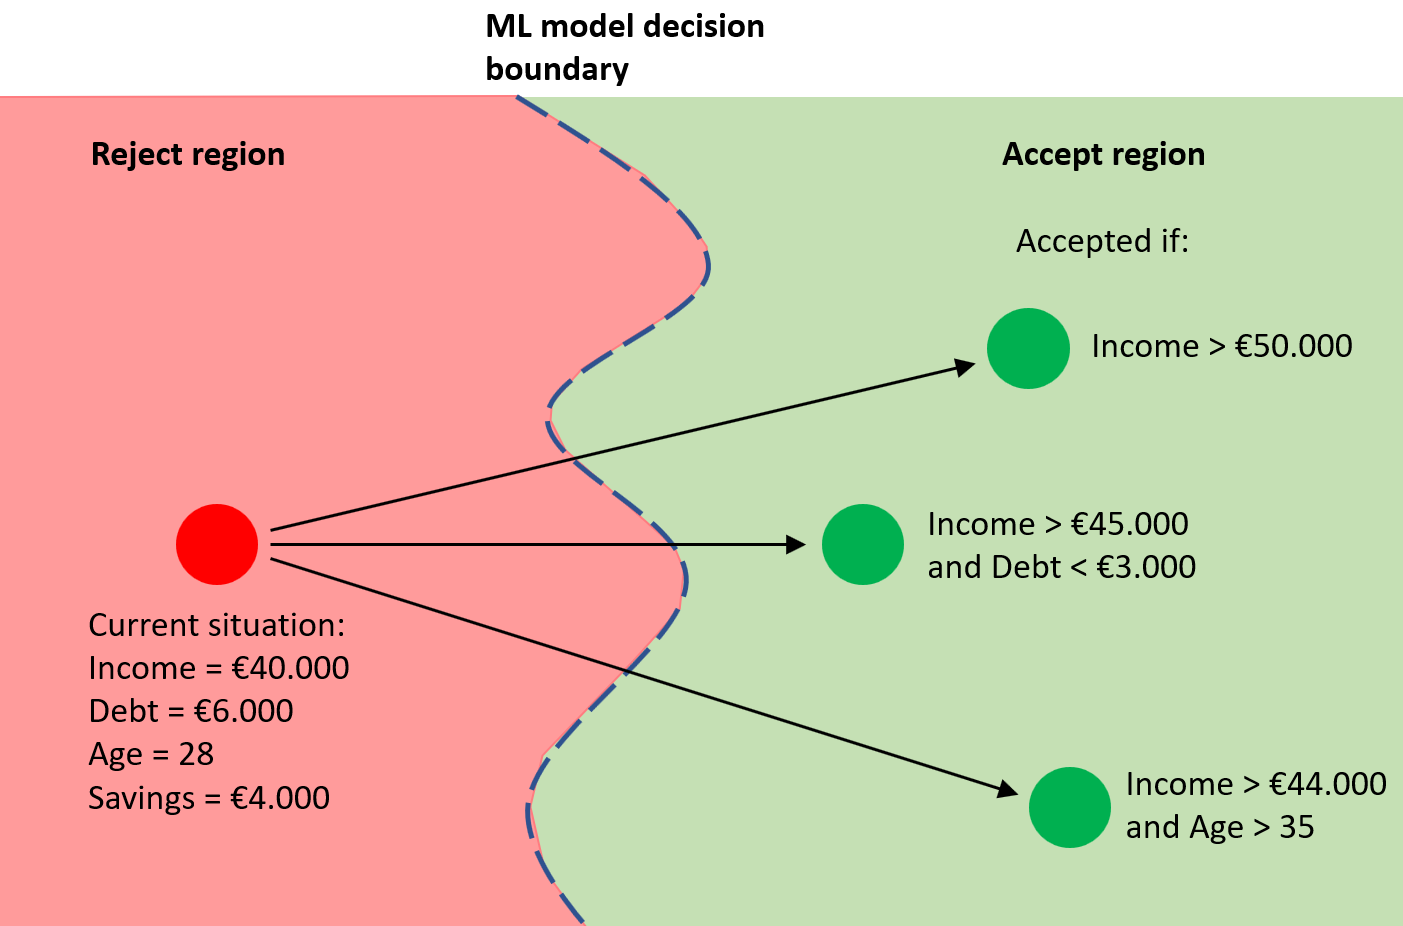 ML model decision
boundary
Reject region
Accept region
Accepted if:
Income > €50.000
Income > €45.000
and Debt < €3.000
Current situation:
Income = €40.000
Debt = €6.000
Age = 28
Savings = €4.000
Income > €44.000
and Age > 35